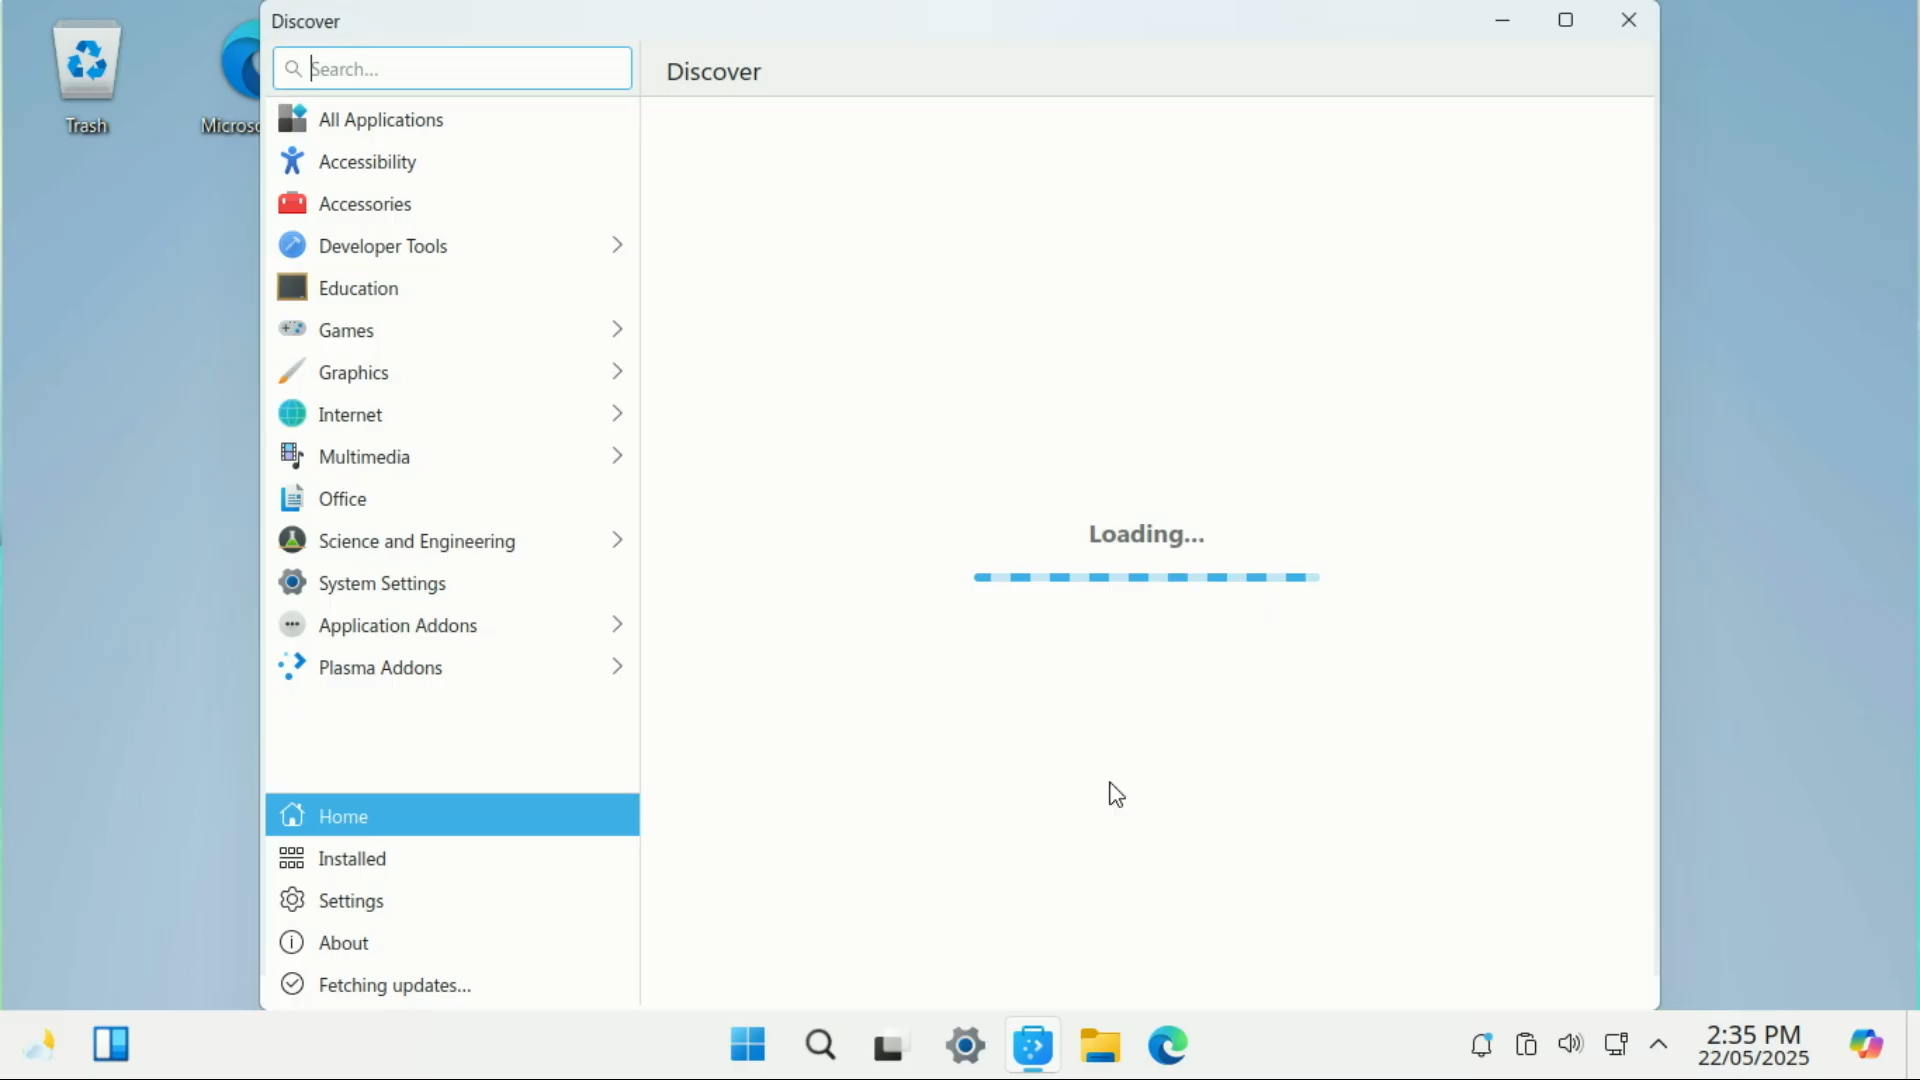 Discover
Trash
Microso
Search...
Discover
All Applications
Accessibility
Accessories
Developer Tools
Education
Games
Graphics
Internet
Multimedia
Office
Science and Engineering
System Settings
Application Addons
Plasma Addons
Loading...
Home
Installed
Settings
About
Fetching updates...
2:35 PM
22/05/2025